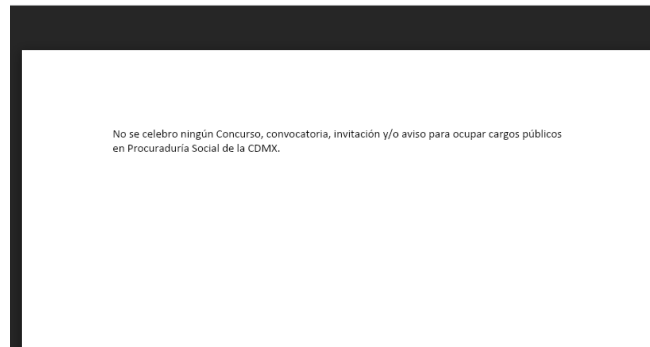 No se celebro ningún Concurso, convocatoria, invitación y/o aviso para ocupar cargos públicos
en Procuraduría Social de la CDMX.